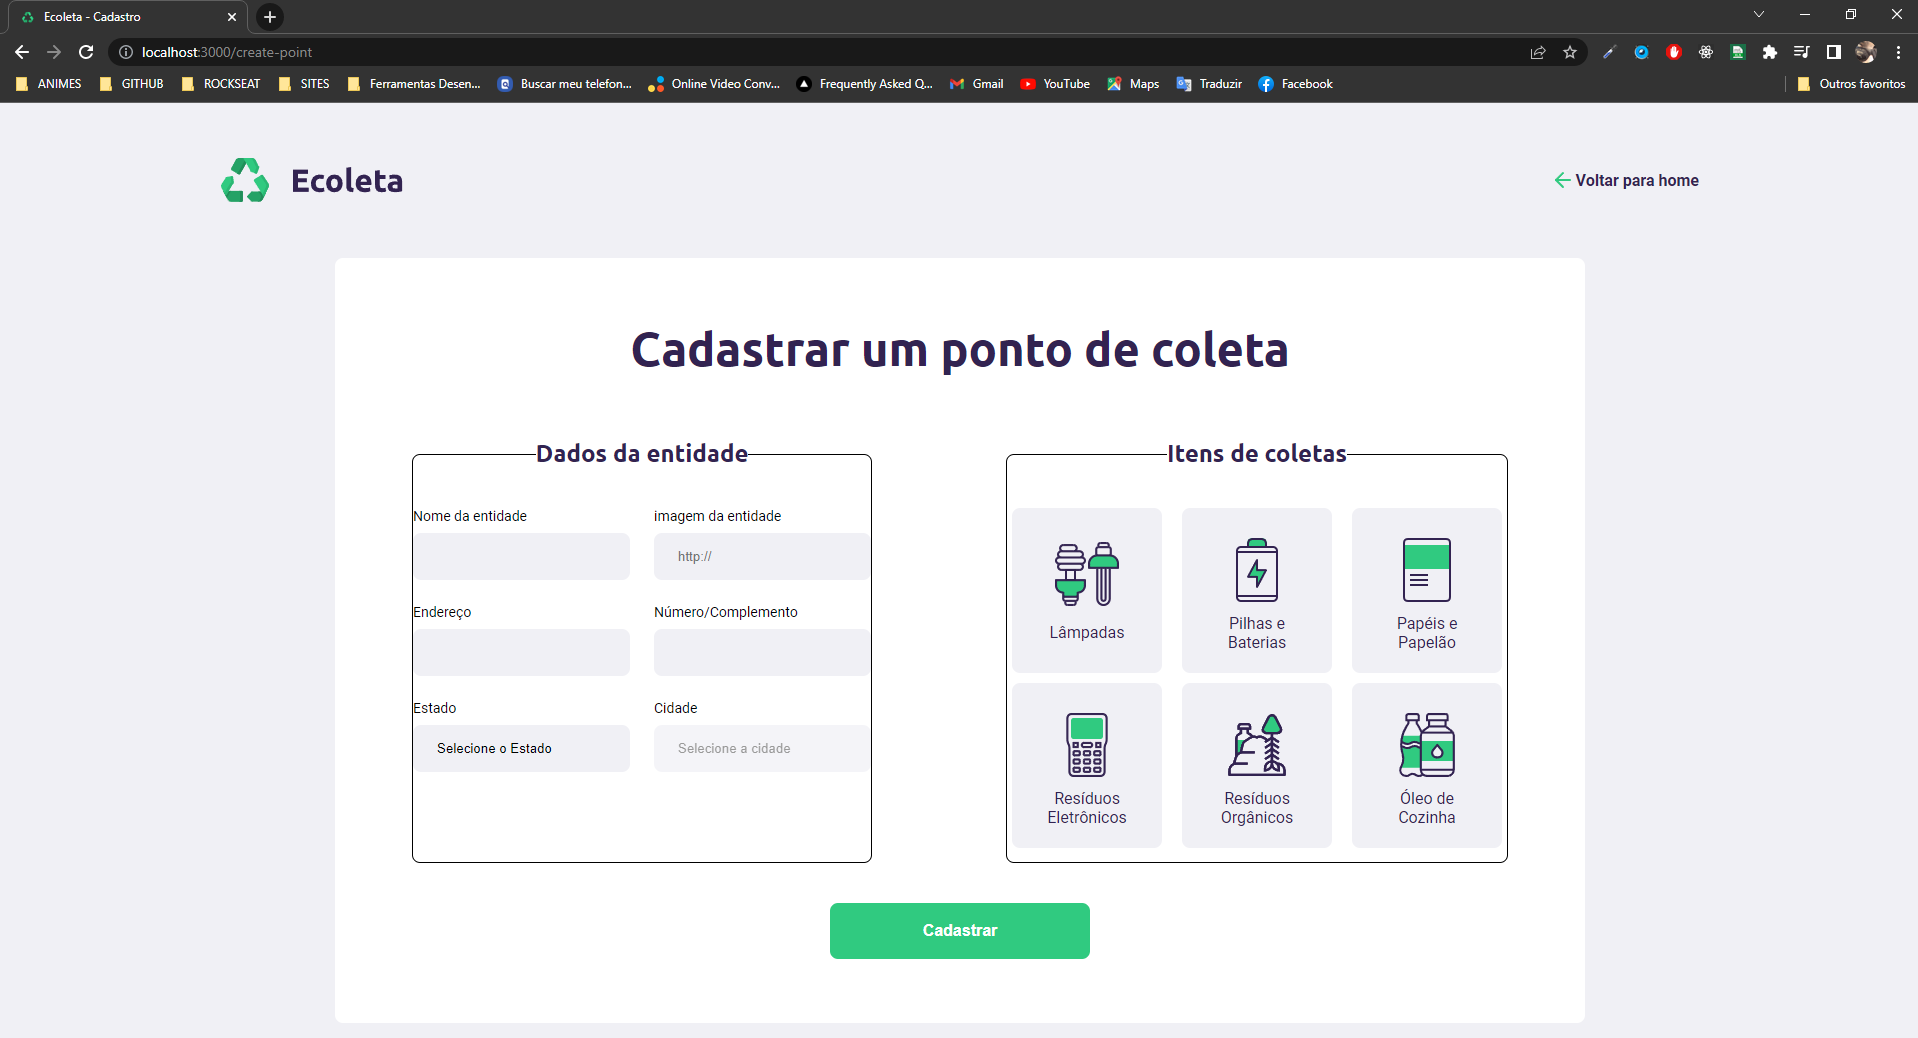 Ecoleta - Cadastro
localhost:3000/create-point
ANIMES
GITHUB
ROCKSEAT
SITES
Ferramentas Desen...
Buscar meu telefon...
Online Video Conv...
Frequently Asked Q...
Gmail
YouTube
Maps
Traduzir
Facebook
Outros favoritos
Ecoleta
Voltar para home
Cadastrar um ponto de coleta
Dados da entidade
Nome da entidade
imagem da entidade
http://
Endereço
Número/Complemento
Estado
Cidade
Selecione o Estado
Selecione a cidade
Itens de coletas
Lâmpadas
Pilhas e
Baterias
Papéis e
Papelão
Resíduos
Eletrônicos
Resíduos
Orgânicos
Óleo de
Cozinha
Cadastrar